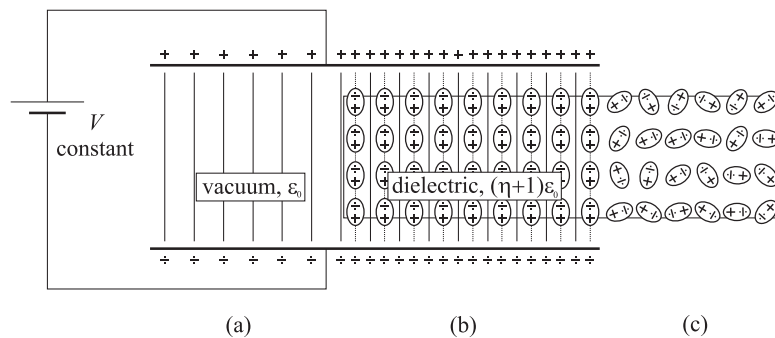 + + + + + + + + + + + + + + + + + +
V
constant
vacuum, ε₀
dielectric, (η+1)ε₀
÷ ÷ ÷ ÷ ÷ ÷ ÷ ÷ ÷ ÷ ÷ ÷ ÷ ÷ ÷ ÷ ÷ ÷
(a)
(b)
(c)